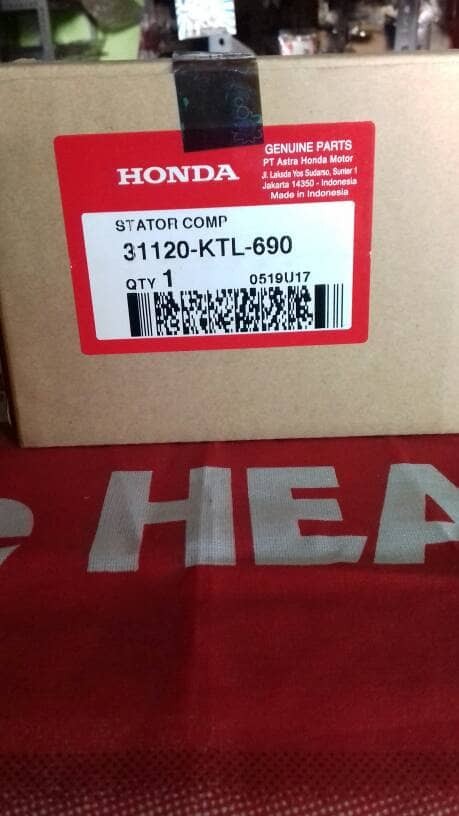 HONDA
GENUINE PARTS
PT Astra Honda Motor
Jl. Laksda Yos Sudarso, Sunter 1
Jakarta 14350 - Indonesia
Made in Indonesia
STATOR COMP
31120-KTL-690
QTY 1
0519U17
HEA